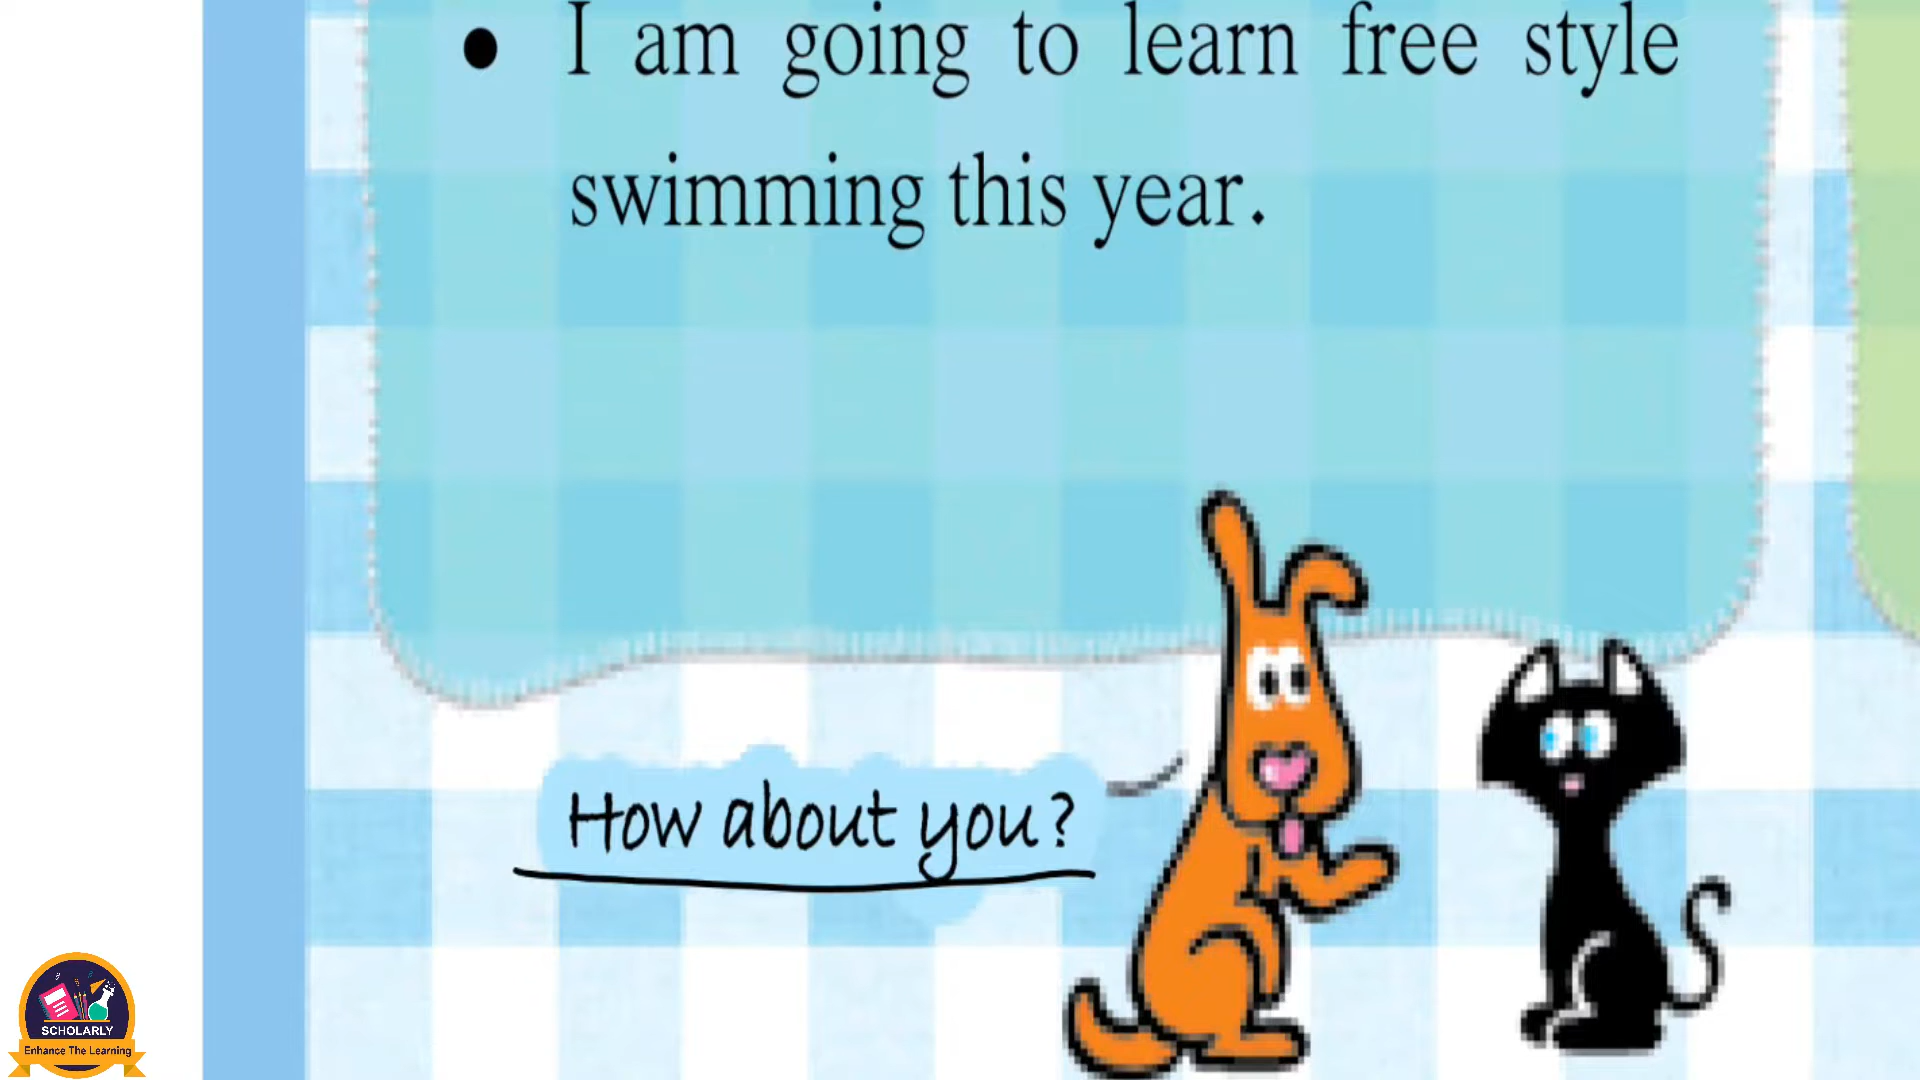 ● I am going to learn free style
swimming this year.
How about you?
SCHOLARLY
Enhance The Learning